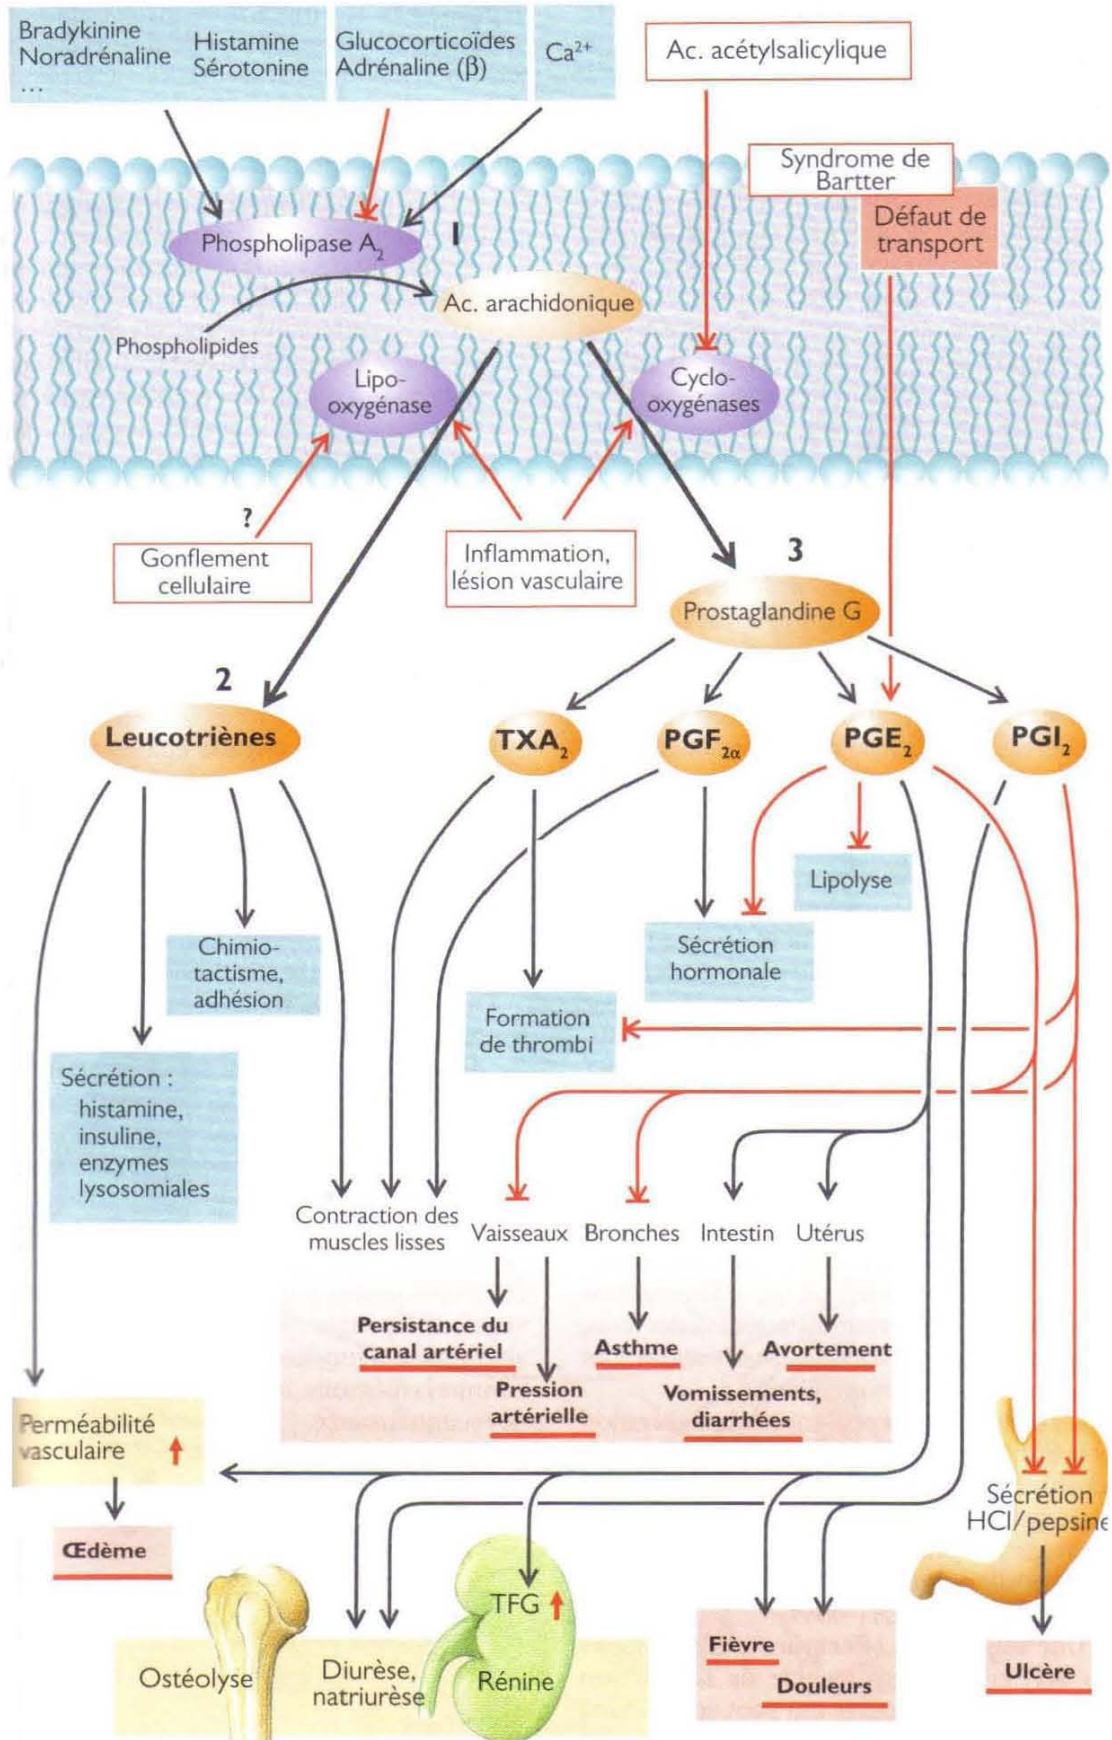 Bradykinine
Noradrénaline
...
Histamine
Sérotonine
Glucocorticoïdes
Adrénaline (β)
Ca²⁺
Ac. acétylsalicylique
Syndrome de
Bartter
Défaut de
transport
Phospholipase A₂
1
Ac. arachidonique
Phospholipides
Lipo-
oxygénase
Cyclo-
oxygénases
?
Gonflement
cellulaire
Inflammation,
lésion vasculaire
3
Prostaglandine G
2
Leucotriènes
TXA₂
PGF₂α
PGE₂
PGI₂
Lipolyse
Chimio-
tactisme,
adhésion
Sécrétion
hormonale
Formation
de thrombi
Sécrétion :
histamine,
insuline,
enzymes
lysosomiales
Contraction des
muscles lisses
Vaisseaux
Bronches
Intestin
Utérus
Persistance du
canal artériel
Asthme
Avortement
Pression
artérielle
Vomissements,
diarrhées
Perméabilité
vasculaire
Œdème
Sécrétion
HCl/pepsine
TFG
Ostéolyse
Diurèse,
natriurèse
Rénine
Fièvre
Douleurs
Ulcère